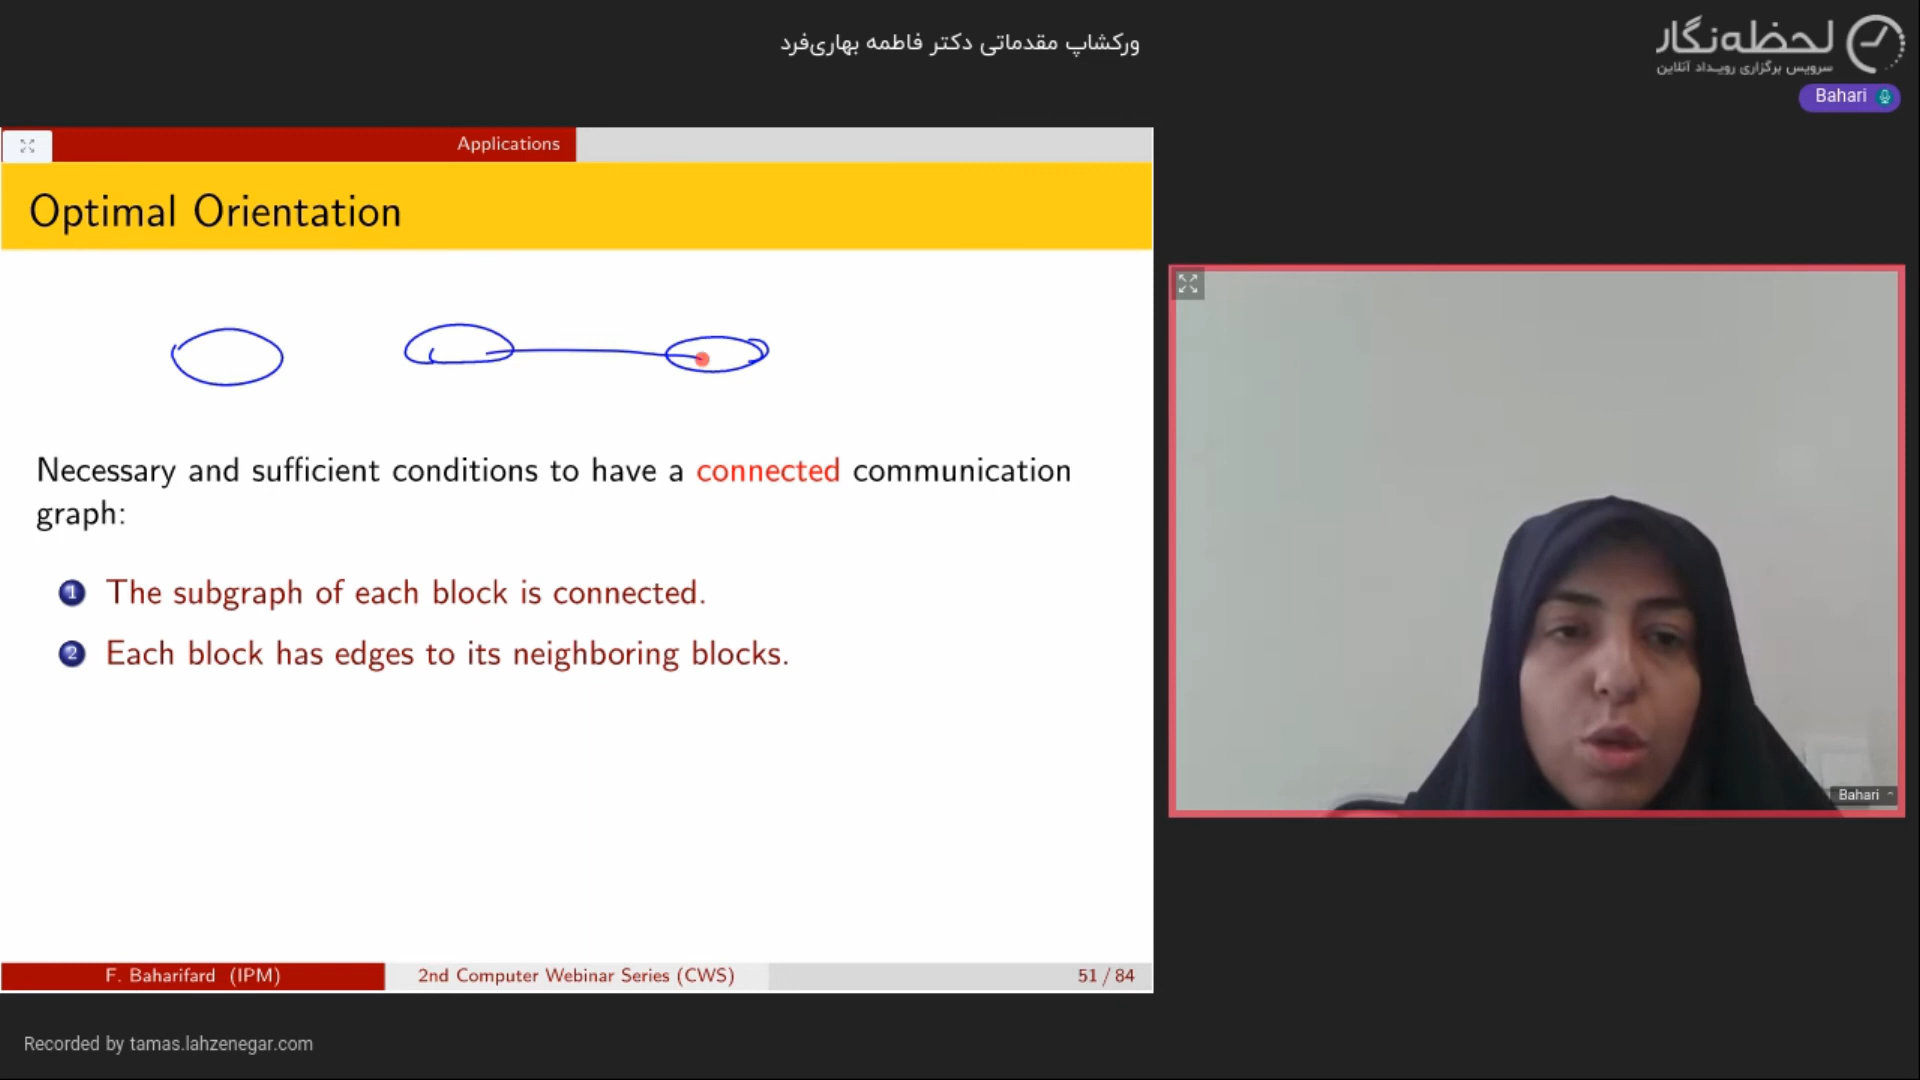 ورکشاپ مقدماتی دکتر فاطمه بهاری‌فرد
لحظه‌نگار
سرویس برگزاری رویداد آنلاین
Bahari
Applications
Optimal Orientation
Necessary and sufficient conditions to have a connected communication
graph:
1 The subgraph of each block is connected.
2 Each block has edges to its neighboring blocks.
Bahari
F. Baharifard (IPM)
2nd Computer Webinar Series (CWS)
51 / 84
Recorded by tamas.lahzenegar.com